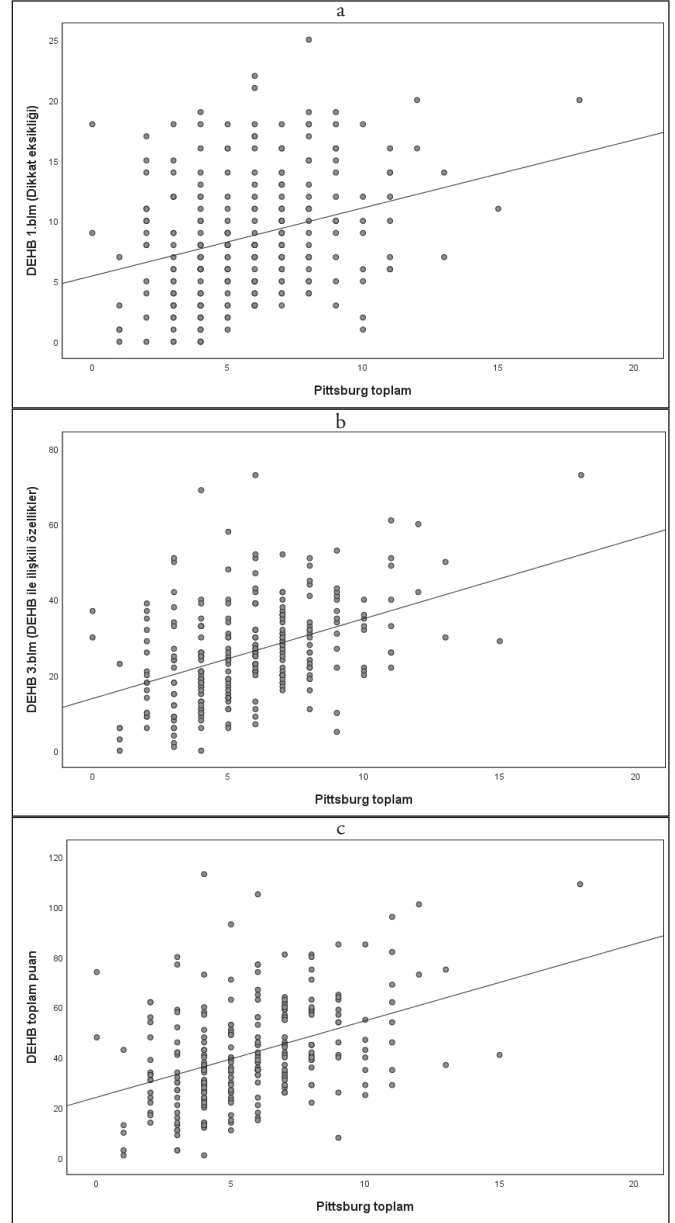 a
25
20
15
10
5
0
DEHB 1.blm (Dikkat eksikliği)
0 5 10 15 20
Pittsburg toplam
b
80
60
40
20
0
DEHB 3.blm (DEHB ile ilişkili özellikler)
0 5 10 15 20
Pittsburg toplam
c
120
100
80
60
40
20
0
DEHB toplam puan
0 5 10 15 20
Pittsburg toplam